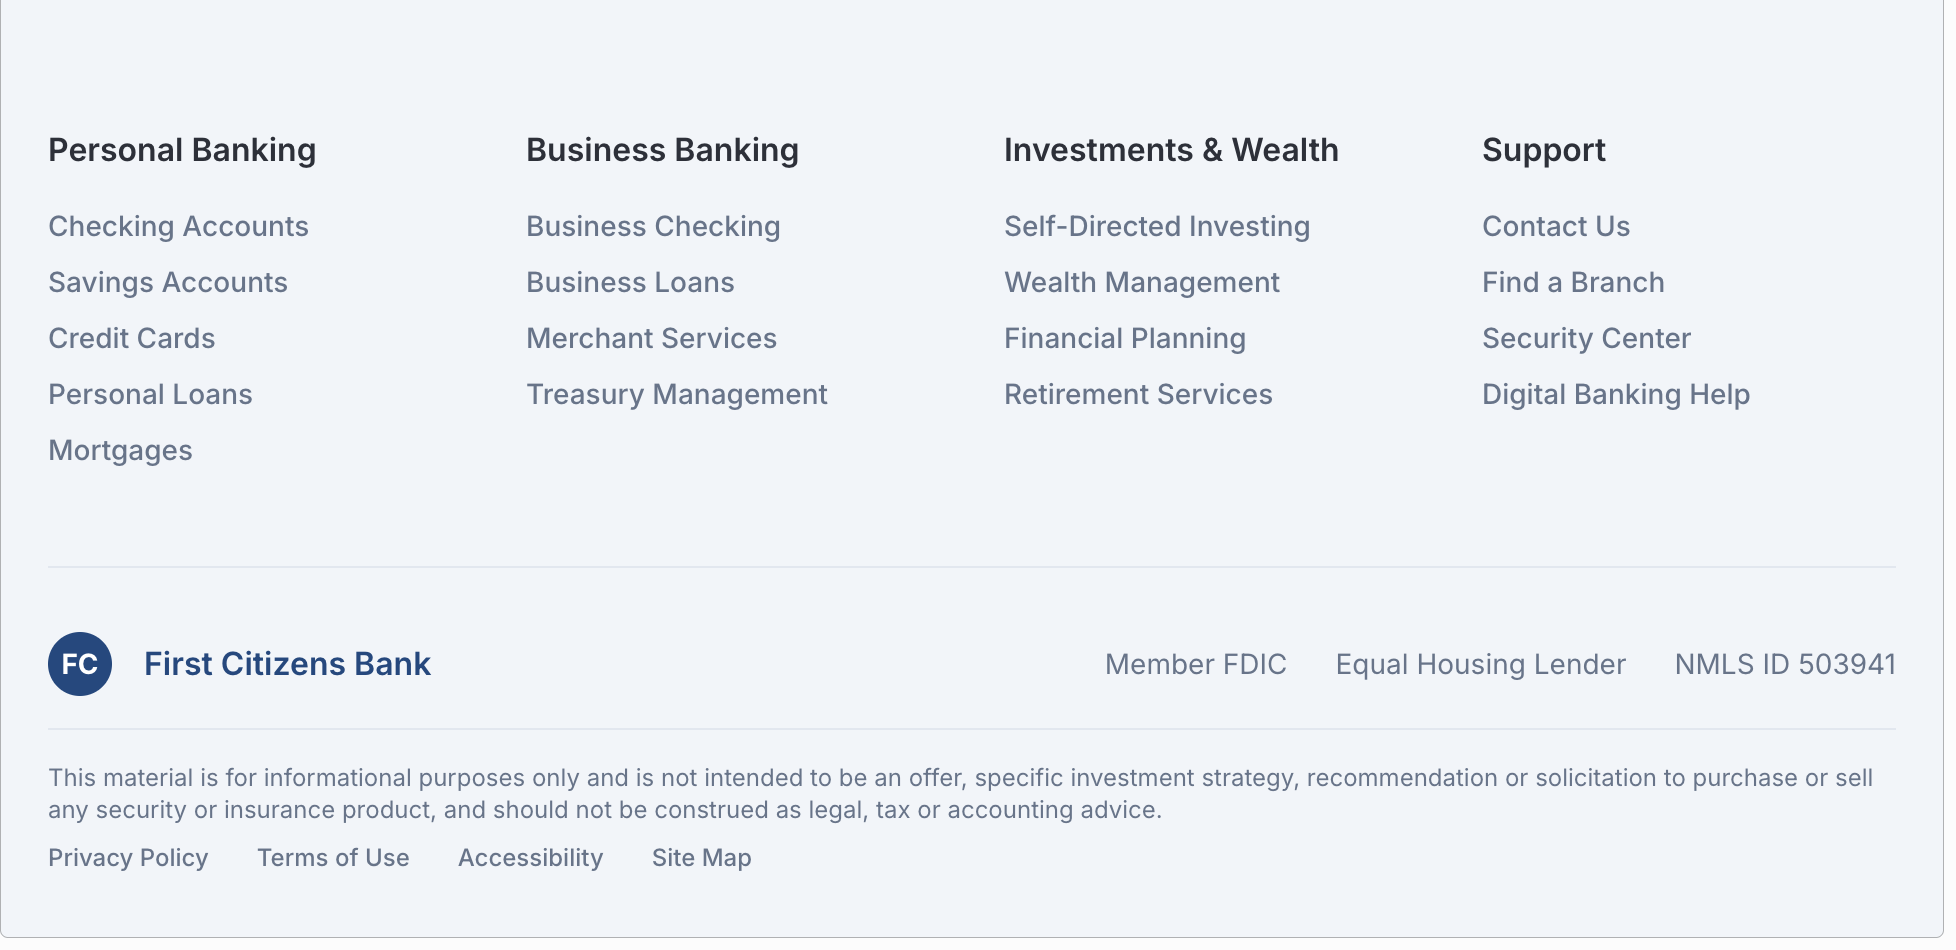 Personal Banking
Checking Accounts
Savings Accounts
Credit Cards
Personal Loans
Mortgages
Business Banking
Business Checking
Business Loans
Merchant Services
Treasury Management
Investments & Wealth
Self-Directed Investing
Wealth Management
Financial Planning
Retirement Services
Support
Contact Us
Find a Branch
Security Center
Digital Banking Help
FC First Citizens Bank
Member FDIC Equal Housing Lender NMLS ID 503941
This material is for informational purposes only and is not intended to be an offer, specific investment strategy, recommendation or solicitation to purchase or sell
any security or insurance product, and should not be construed as legal, tax or accounting advice.
Privacy Policy Terms of Use Accessibility Site Map